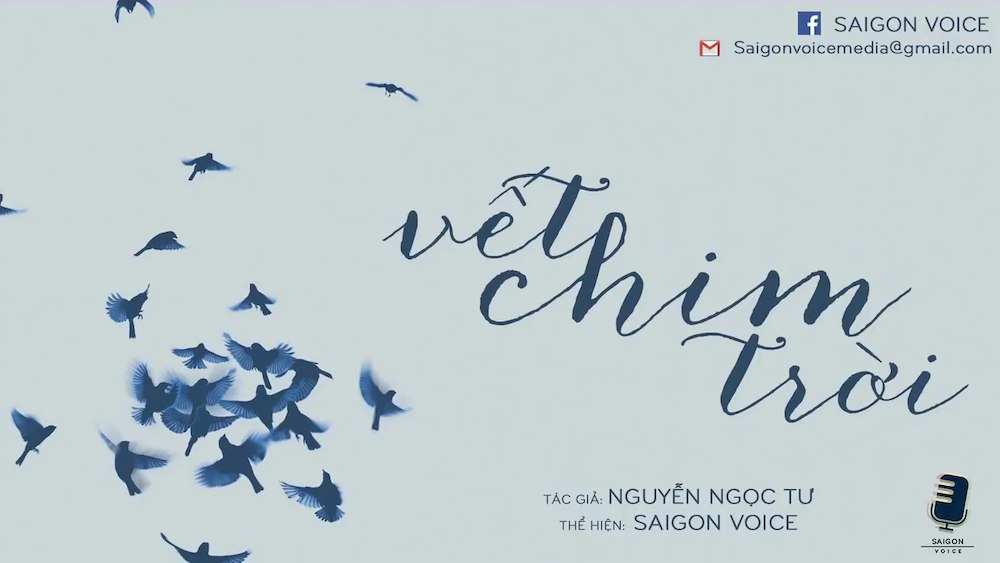 SAIGON VOICE
Saigonvoicemedia@gmail.com
vết
chim
trời
TÁC GIẢ: NGUYỄN NGỌC TƯ
THỂ HIỆN: SAIGON VOICE
SAIGON
VOICE